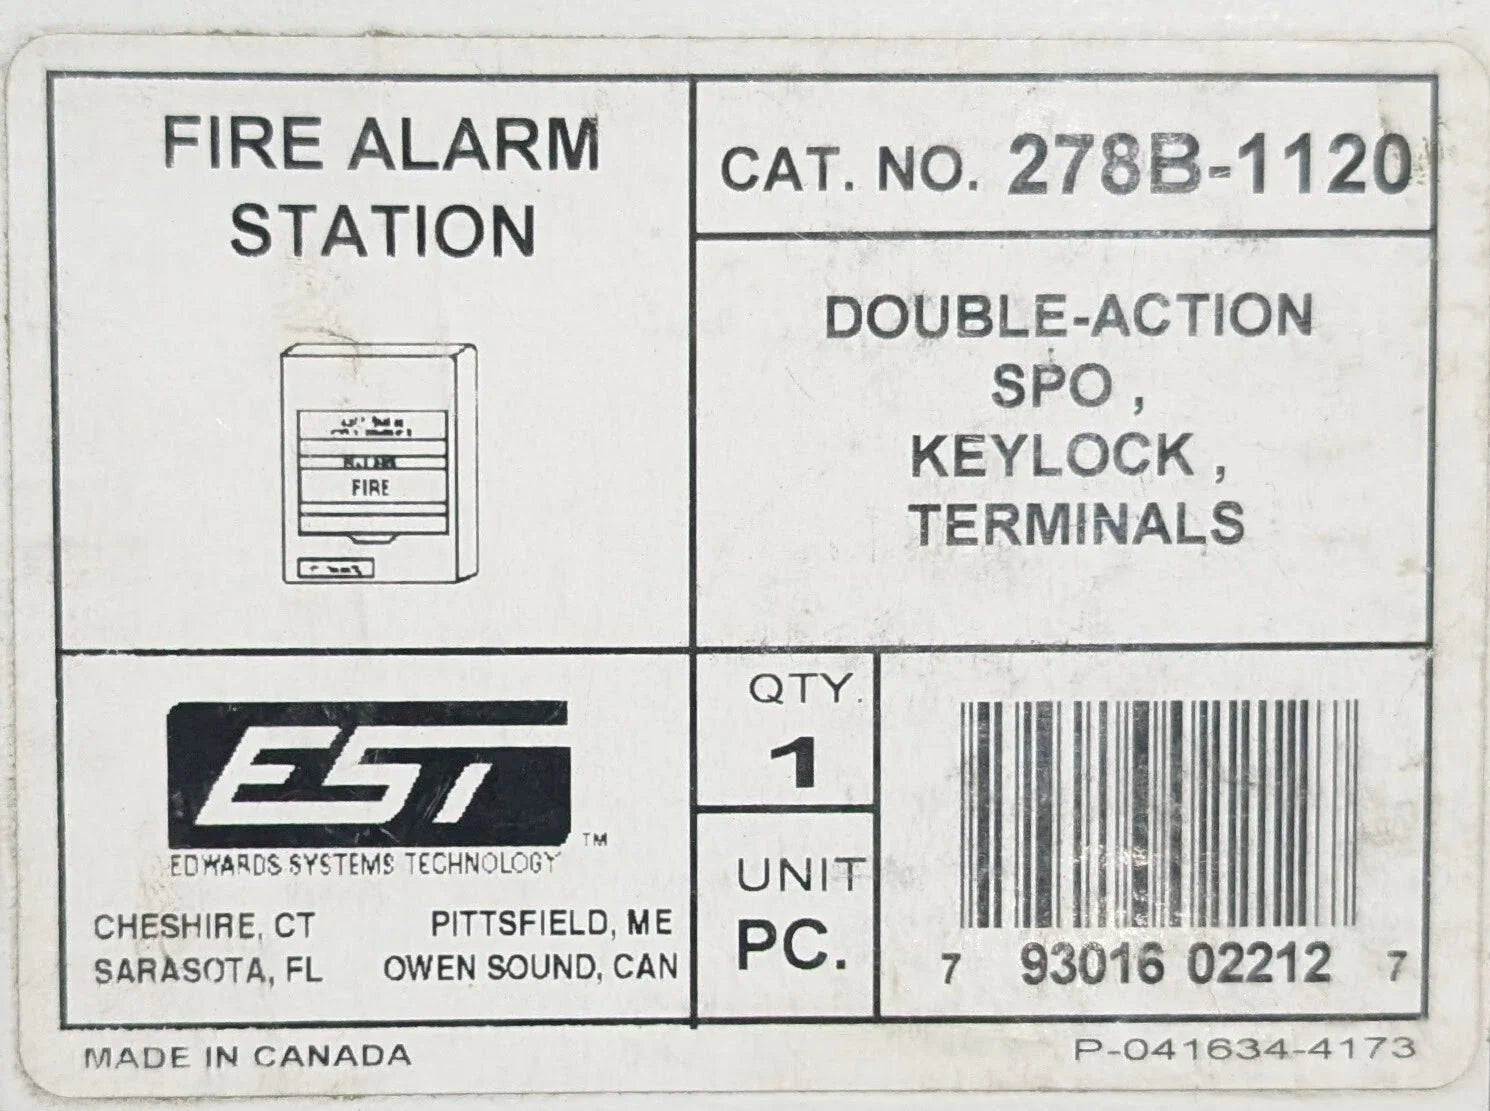 FIRE ALARM
STATION
FIRE
CAT. NO. 278B-1120
DOUBLE-ACTION
SPO ,
KEYLOCK ,
TERMINALS
EST
TM
EDWARDS SYSTEMS TECHNOLOGY
CHESHIRE, CT PITTSFIELD, ME
SARASOTA, FL OWEN SOUND, CAN
QTY.
1
UNIT
PC.
7 93016 02212 7
MADE IN CANADA
P-041634-4173